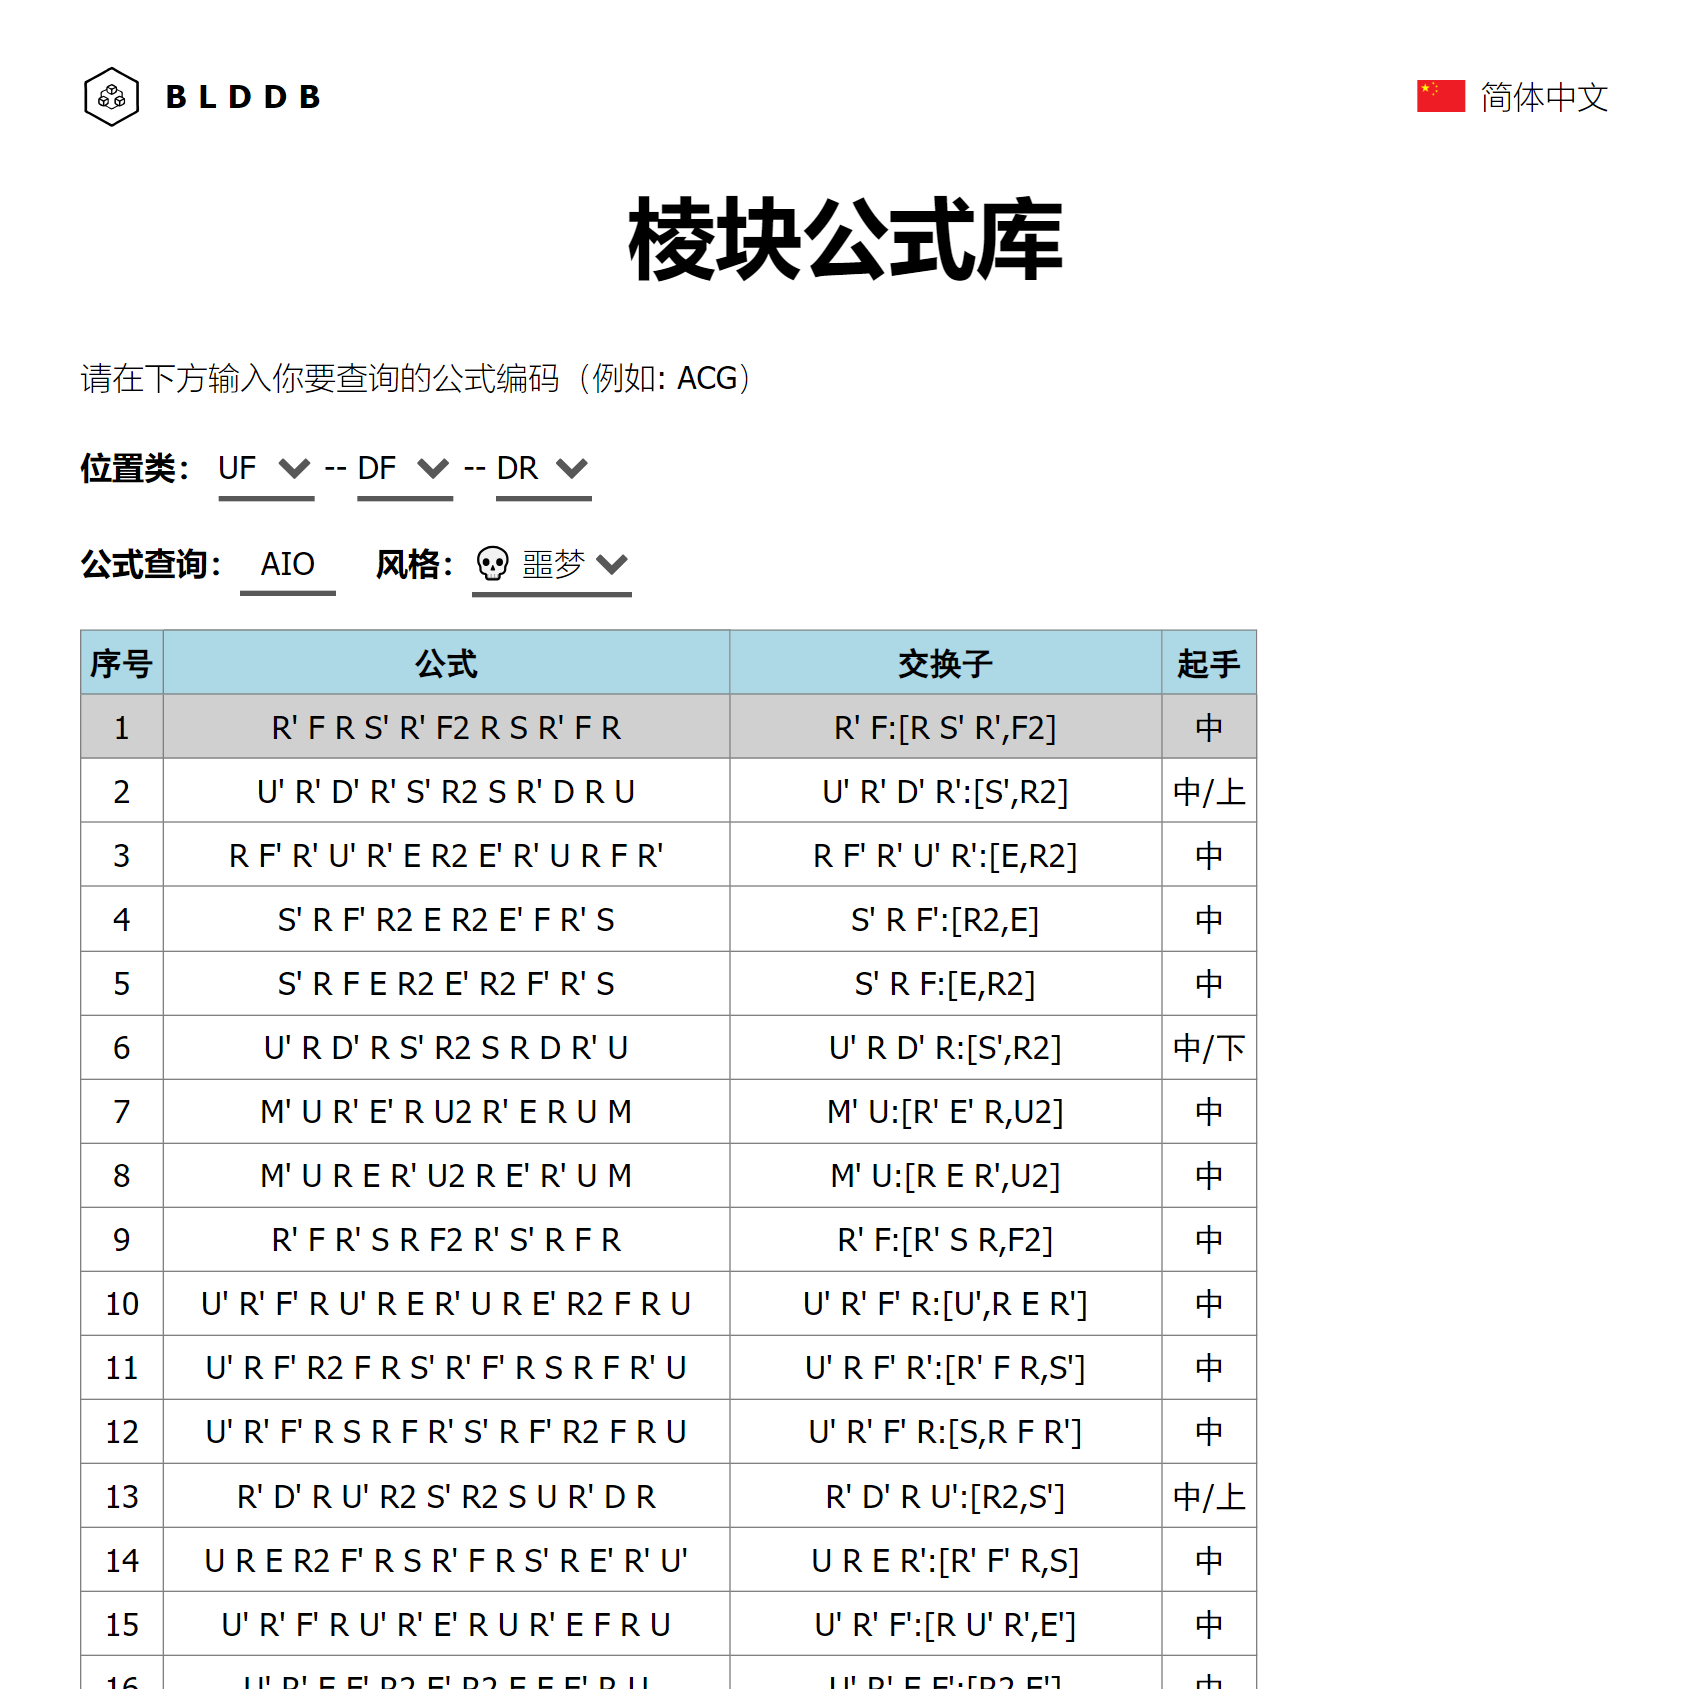 BLDDB
简体中文
棱块公式库
请在下方输入你要查询的公式编码（例如: ACG）
位置类： UF -- DF -- DR
公式查询： AIO 风格： 💀 噩梦
序号 公式 交换子 起手
1 R' F R S' R' F2 R S R' F R R' F:[R S' R',F2] 中
2 U' R' D' R' S' R2 S R' D R U U' R' D' R':[S',R2] 中/上
3 R F' R' U' R' E R2 E' R' U R F R' R F' R' U' R':[E,R2] 中
4 S' R F' R2 E R2 E' F R' S S' R F':[R2,E] 中
5 S' R F E R2 E' R2 F' R' S S' R F:[E,R2] 中
6 U' R D' R S' R2 S R D R' U U' R D' R:[S',R2] 中/下
7 M' U R' E' R U2 R' E R U M M' U:[R' E' R,U2] 中
8 M' U R E R' U2 R E' R' U M M' U:[R E R',U2] 中
9 R' F R' S R F2 R' S' R F R R' F:[R' S R,F2] 中
10 U' R' F' R U' R E R' U R E' R2 F R U U' R' F' R:[U',R E R'] 中
11 U' R F' R2 F R S' R' F' R S R F R' U U' R F' R':[R' F R,S'] 中
12 U' R' F' R S R F R' S' R F' R2 F R U U' R' F' R:[S,R F R'] 中
13 R' D' R U' R2 S' R2 S U R' D R R' D' R U':[R2,S'] 中/上
14 U R E R2 F' R S R' F R S' R E' R' U' U R E R':[R' F' R,S] 中
15 U' R' F' R U' R' E' R U R' E F R U U' R' F':[R U' R',E'] 中